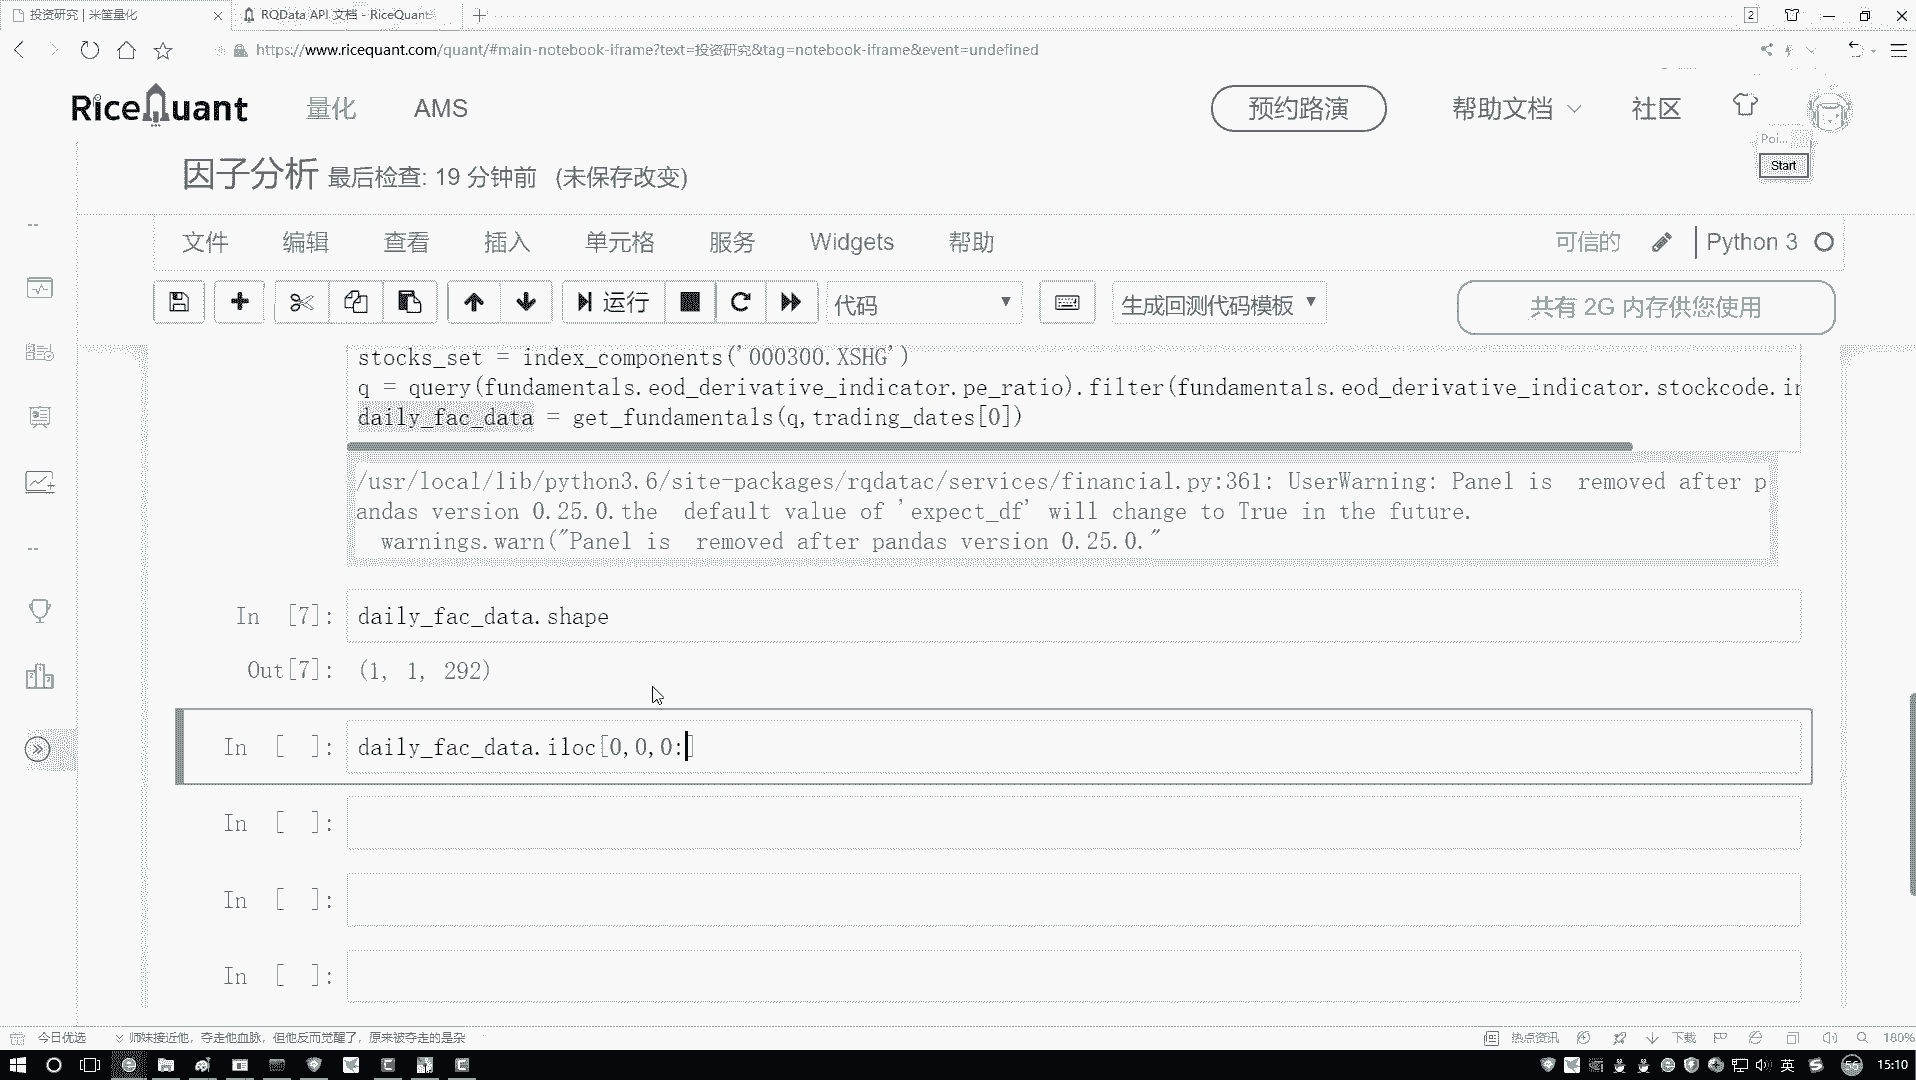 投资研究 | 米筐量化
RQData API 文档 - RiceQuant
2
https://www.ricequant.com/quant/#main-notebook-iframe?text=投资研究&tag=notebook-iframe&event=undefined
RiceQuant
量化
AMS
预约路演
帮助文档
社区
Poi...
Start
因子分析 最后检查: 19 分钟前 (未保存改变)
文件 编辑 查看 插入 单元格 服务 Widgets 帮助
可信的
Python 3
运行
代码
生成回测代码模板
共有 2G 内存供您使用
stocks_set = index_components('000300.XSHG')
q = query(fundamentals.eod_derivative_indicator.pe_ratio).filter(fundamentals.eod_derivative_indicator.stockcode.in
daily_fac_data = get_fundamentals(q,trading_dates[0])
/usr/local/lib/python3.6/site-packages/rqdatac/services/financial.py:361: UserWarning: Panel is  removed after p
andas version 0.25.0.the  default value of 'expect_df' will change to True in the future.
  warnings.warn("Panel is  removed after pandas version 0.25.0."
In [7]: daily_fac_data.shape
Out[7]: (1, 1, 292)
In [ ]: daily_fac_data.iloc[0,0,0:]
In [ ]:
In [ ]:
In [ ]:
今日优选
师妹接近他，夺走他血脉，但他反而觉醒了，原来被夺走的是杂
热点资讯
下载
180%
英
56
15:10